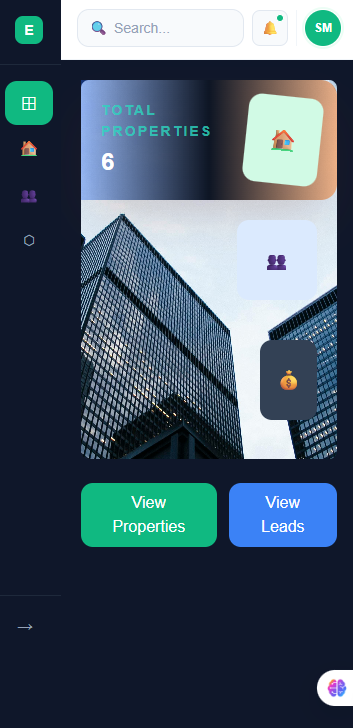 E
Search...
SM
TOTAL
PROPERTIES
6
View
Properties
View
Leads